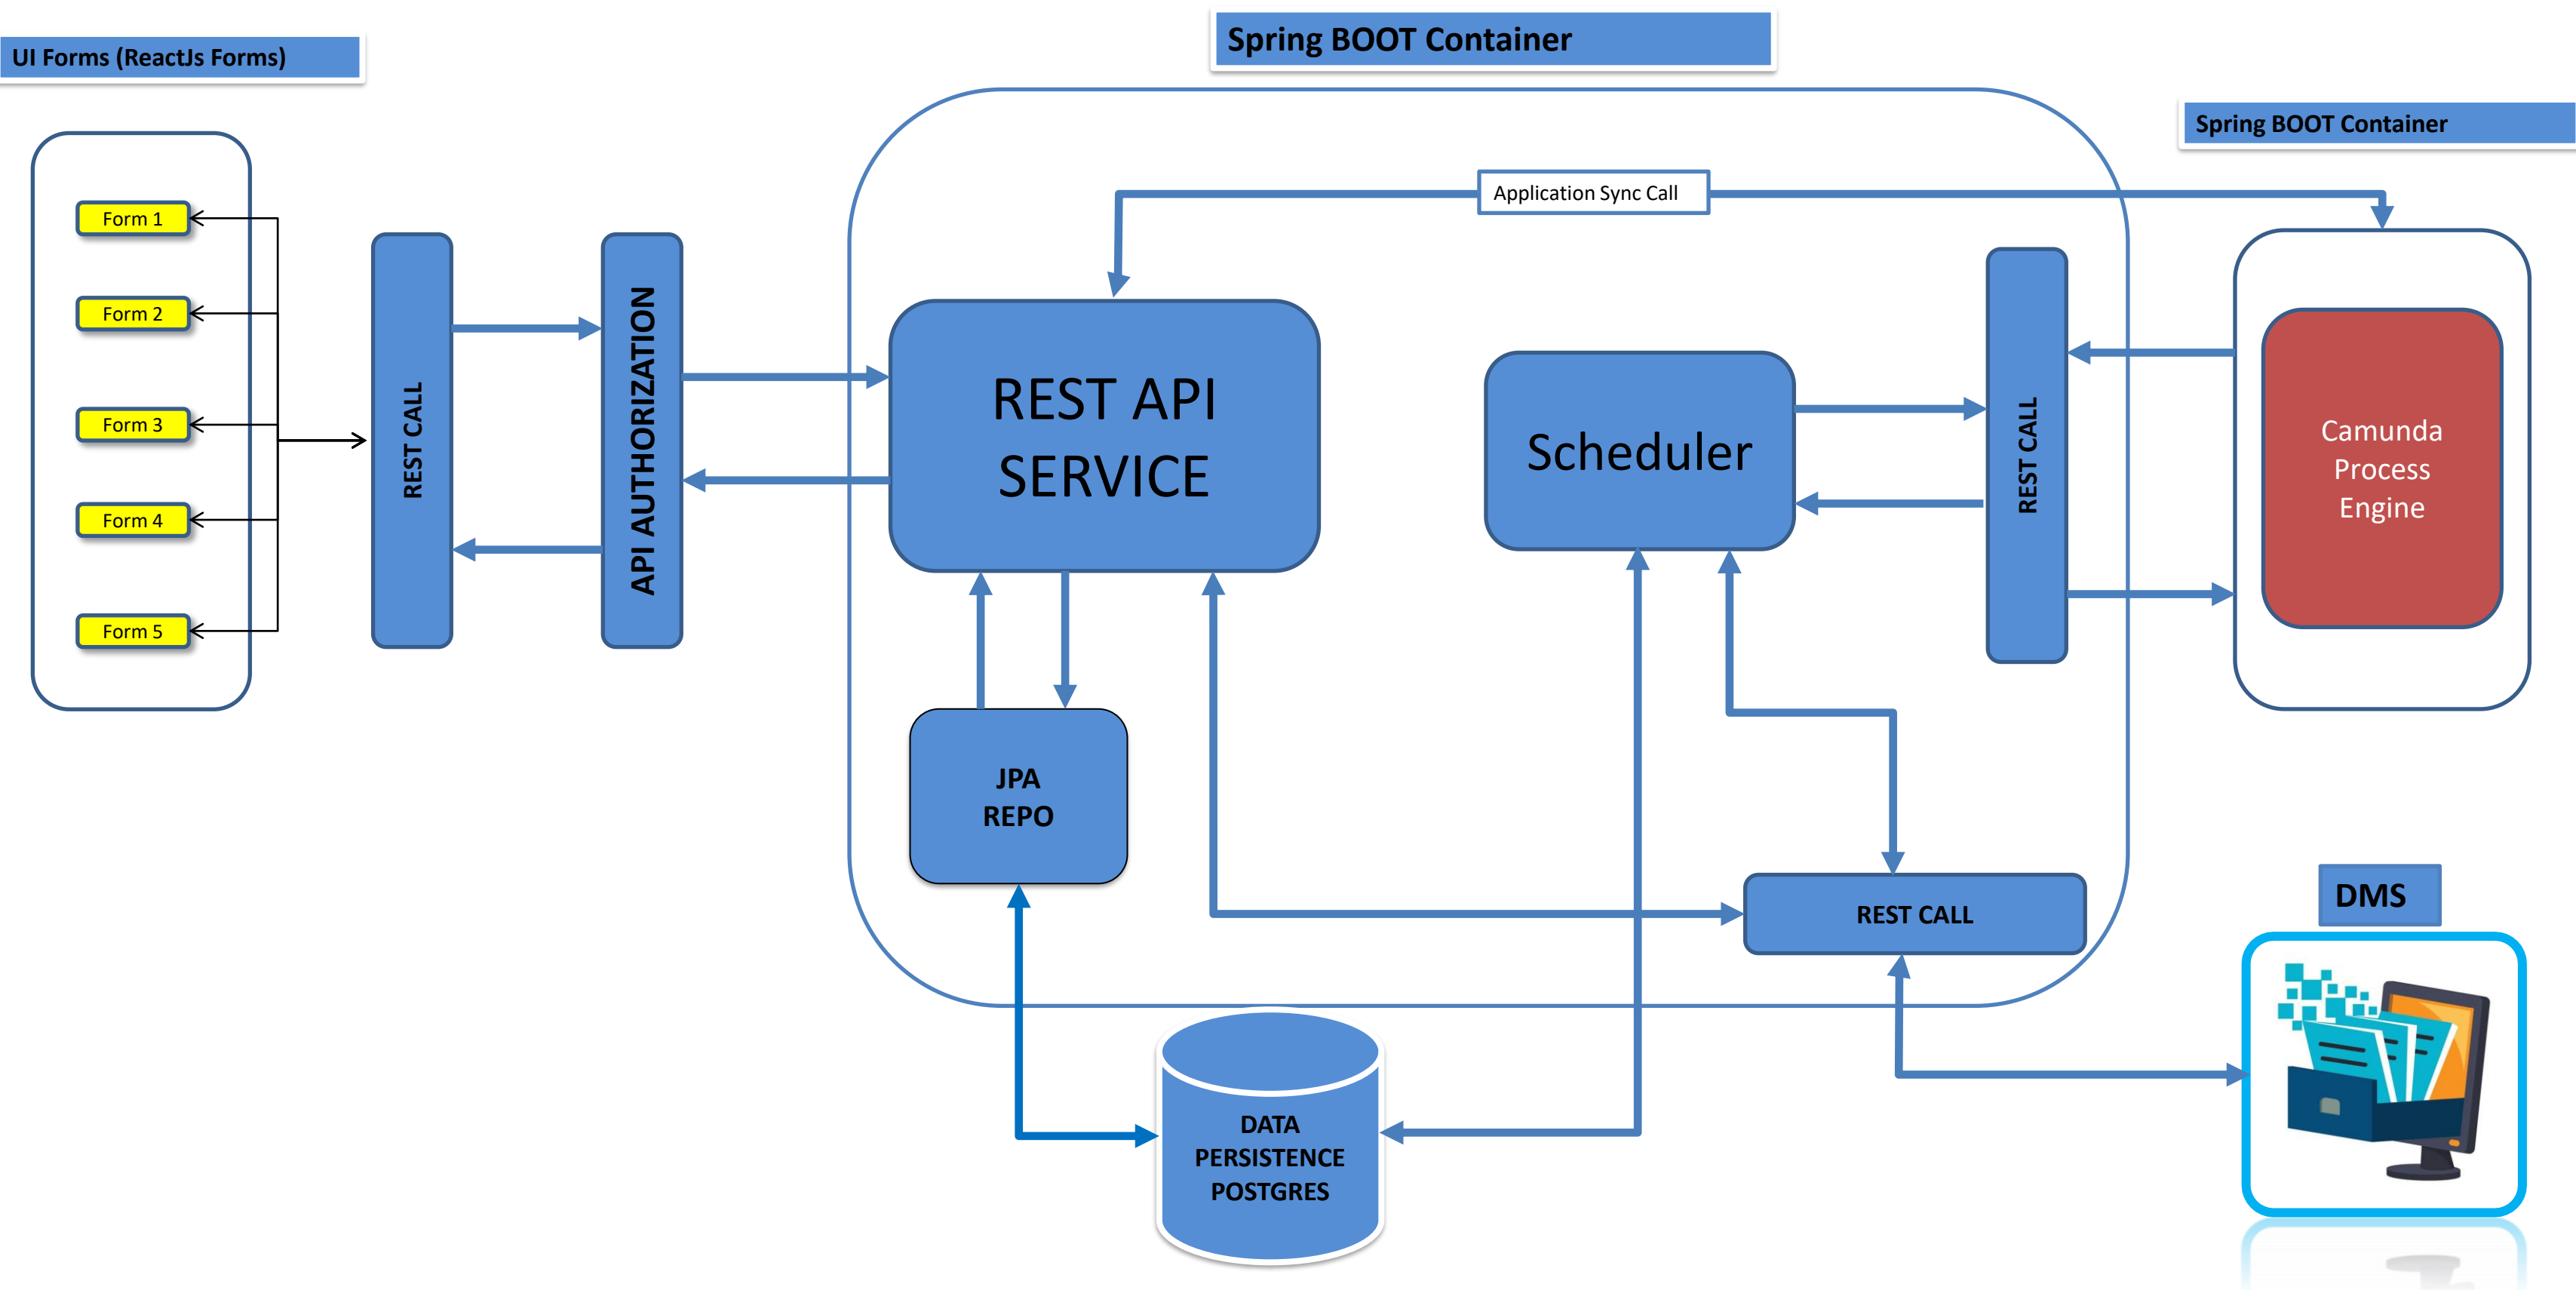 UI Forms (ReactJs Forms)
Spring BOOT Container
Spring BOOT Container
Application Sync Call
Form 1
Form 2
Form 3
Form 4
Form 5
REST CALL
API AUTHORIZATION
REST API
SERVICE
Scheduler
REST CALL
Camunda
Process
Engine
JPA
REPO
REST CALL
DMS
DATA
PERSISTENCE
POSTGRES